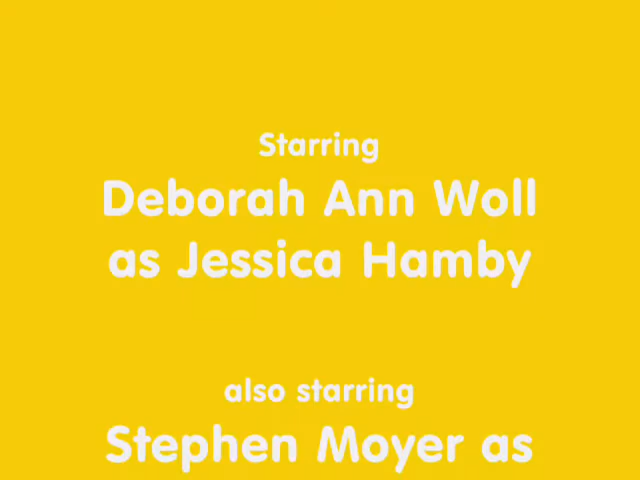 Starring
Deborah Ann Woll
as Jessica Hamby
also starring
Stephen Moyer as